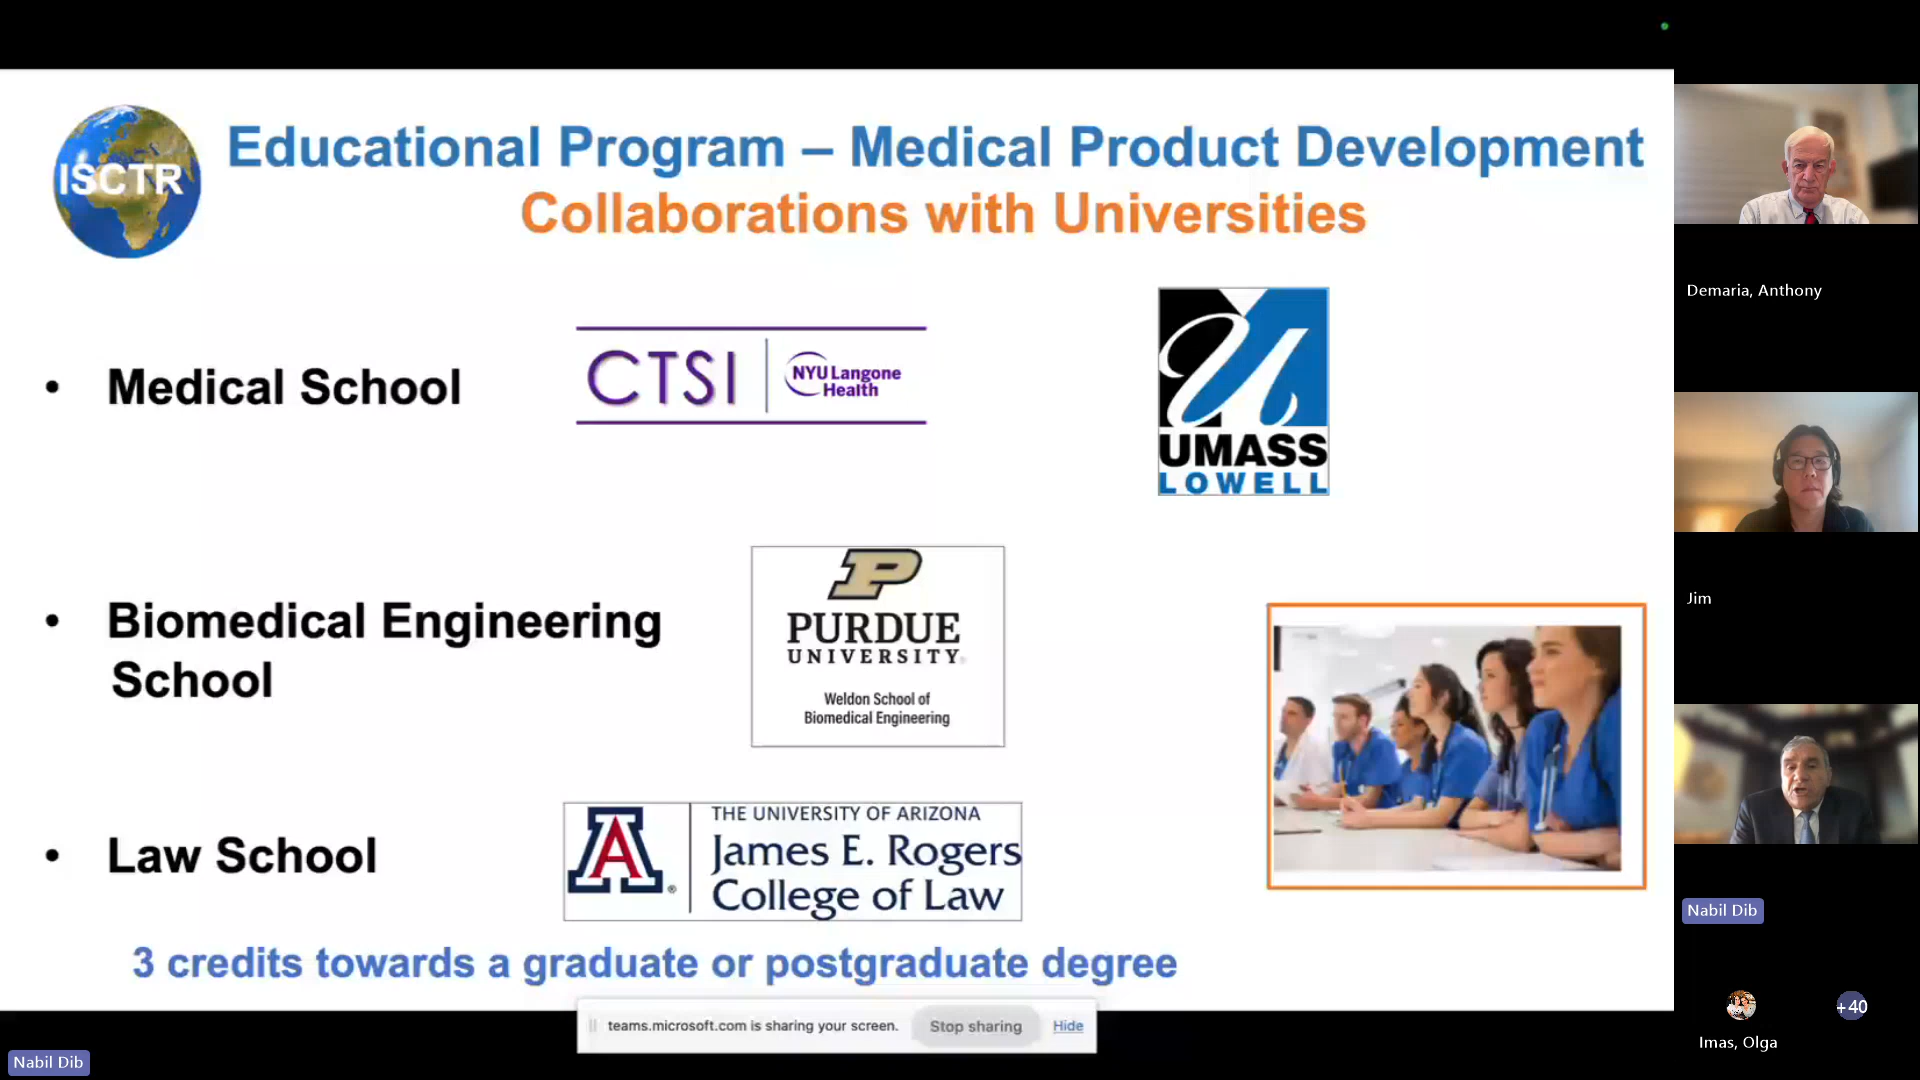 ISCTR
Educational Program – Medical Product Development
Collaborations with Universities
• Medical School
CTSI
NYU Langone
Health
UMASS
LOWELL
• Biomedical Engineering
School
P
PURDUE
UNIVERSITY®
Weldon School of
Biomedical Engineering
• Law School
A®
THE UNIVERSITY OF ARIZONA
James E. Rogers
College of Law
3 credits towards a graduate or postgraduate degree
teams.microsoft.com is sharing your screen.
Stop sharing
Hide
Nabil Dib
Demaria, Anthony
Jim
Nabil Dib
+40
Imas, Olga